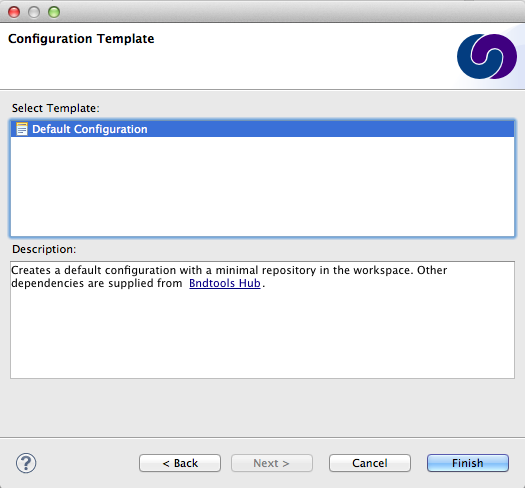 Configuration Template
Select Template:
Default Configuration
Description:
Creates a default configuration with a minimal repository in the workspace. Other
dependencies are supplied from Bndtools Hub.
?
< Back
Next >
Cancel
Finish